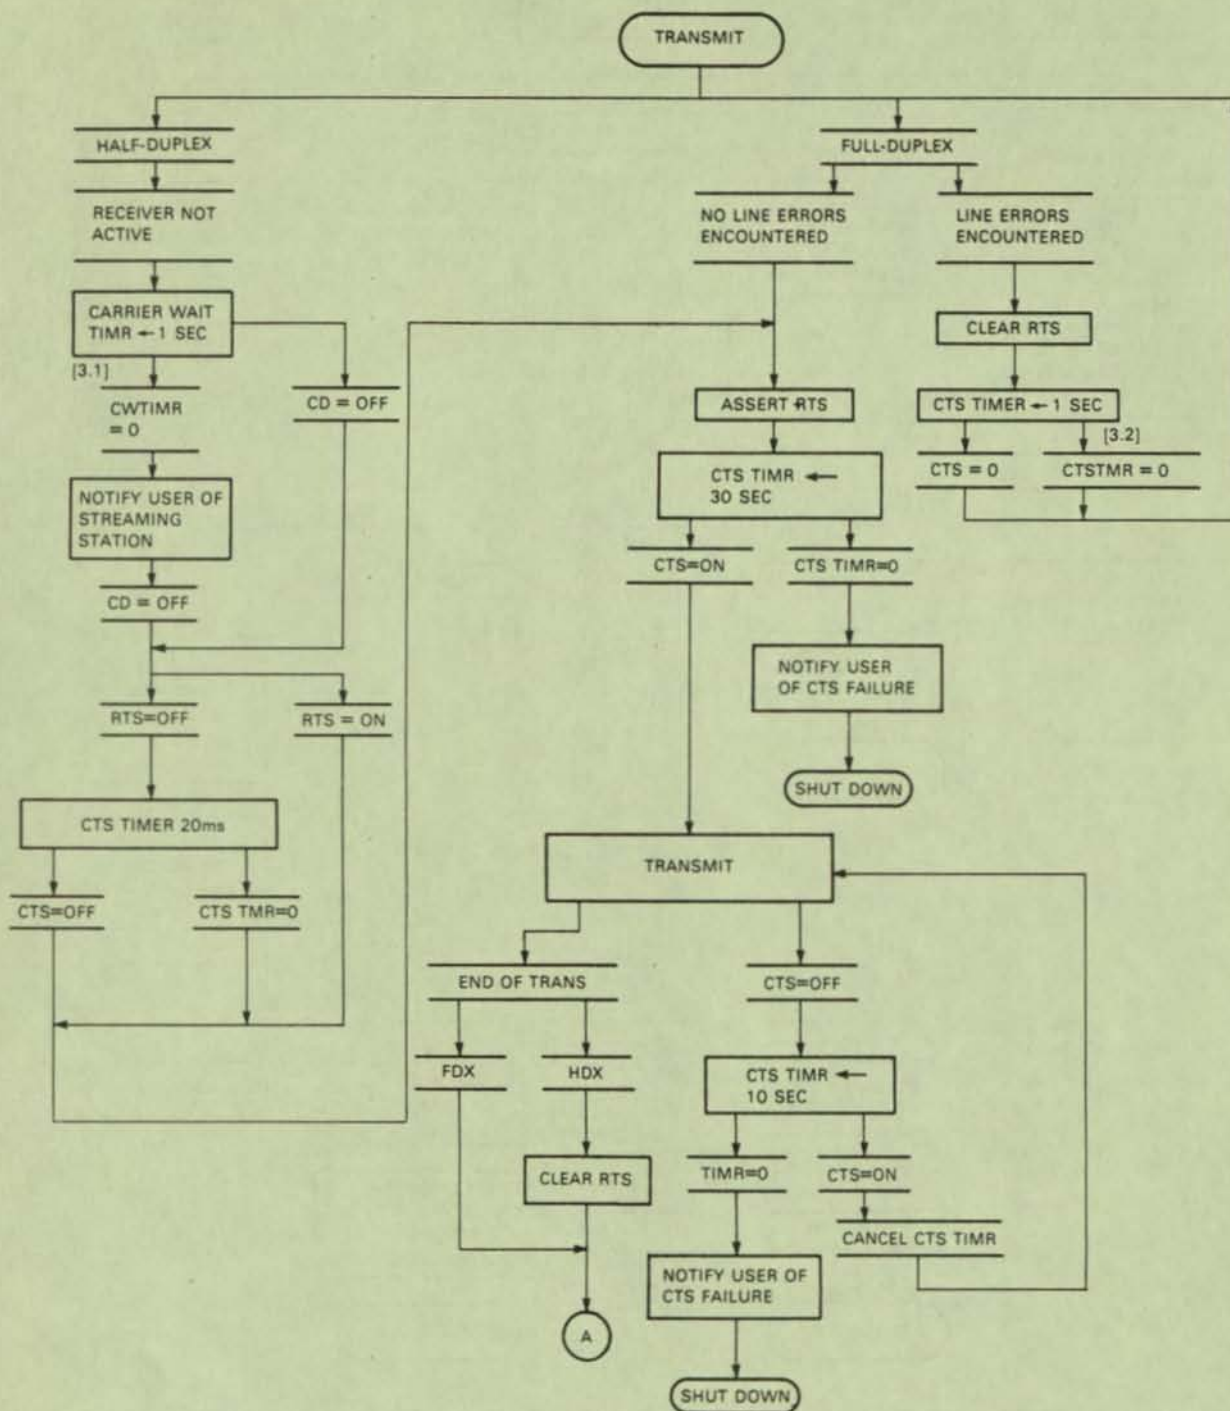 TRANSMIT
HALF-DUPLEX
FULL-DUPLEX
RECEIVER NOT
ACTIVE
NO LINE ERRORS
ENCOUNTERED
LINE ERRORS
ENCOUNTERED
CARRIER WAIT
TIMR ← 1 SEC
[3.1]
CLEAR RTS
CWTIMR
= 0
CD = OFF
ASSERT RTS
CTS TIMER ← 1 SEC
[3.2]
CTS TIMR ←
30 SEC
CTS = 0
CTSTMR = 0
NOTIFY USER OF
STREAMING
STATION
CTS=ON
CTS TIMR=0
CD = OFF
NOTIFY USER
OF CTS FAILURE
RTS=OFF
RTS = ON
SHUT DOWN
CTS TIMER 20ms
TRANSMIT
CTS=OFF
CTS TMR=0
END OF TRANS
CTS=OFF
FDX
HDX
CTS TIMR ←
10 SEC
CLEAR RTS
TIMR=0
CTS=ON
CANCEL CTS TIMR
NOTIFY USER OF
CTS FAILURE
A
SHUT DOWN